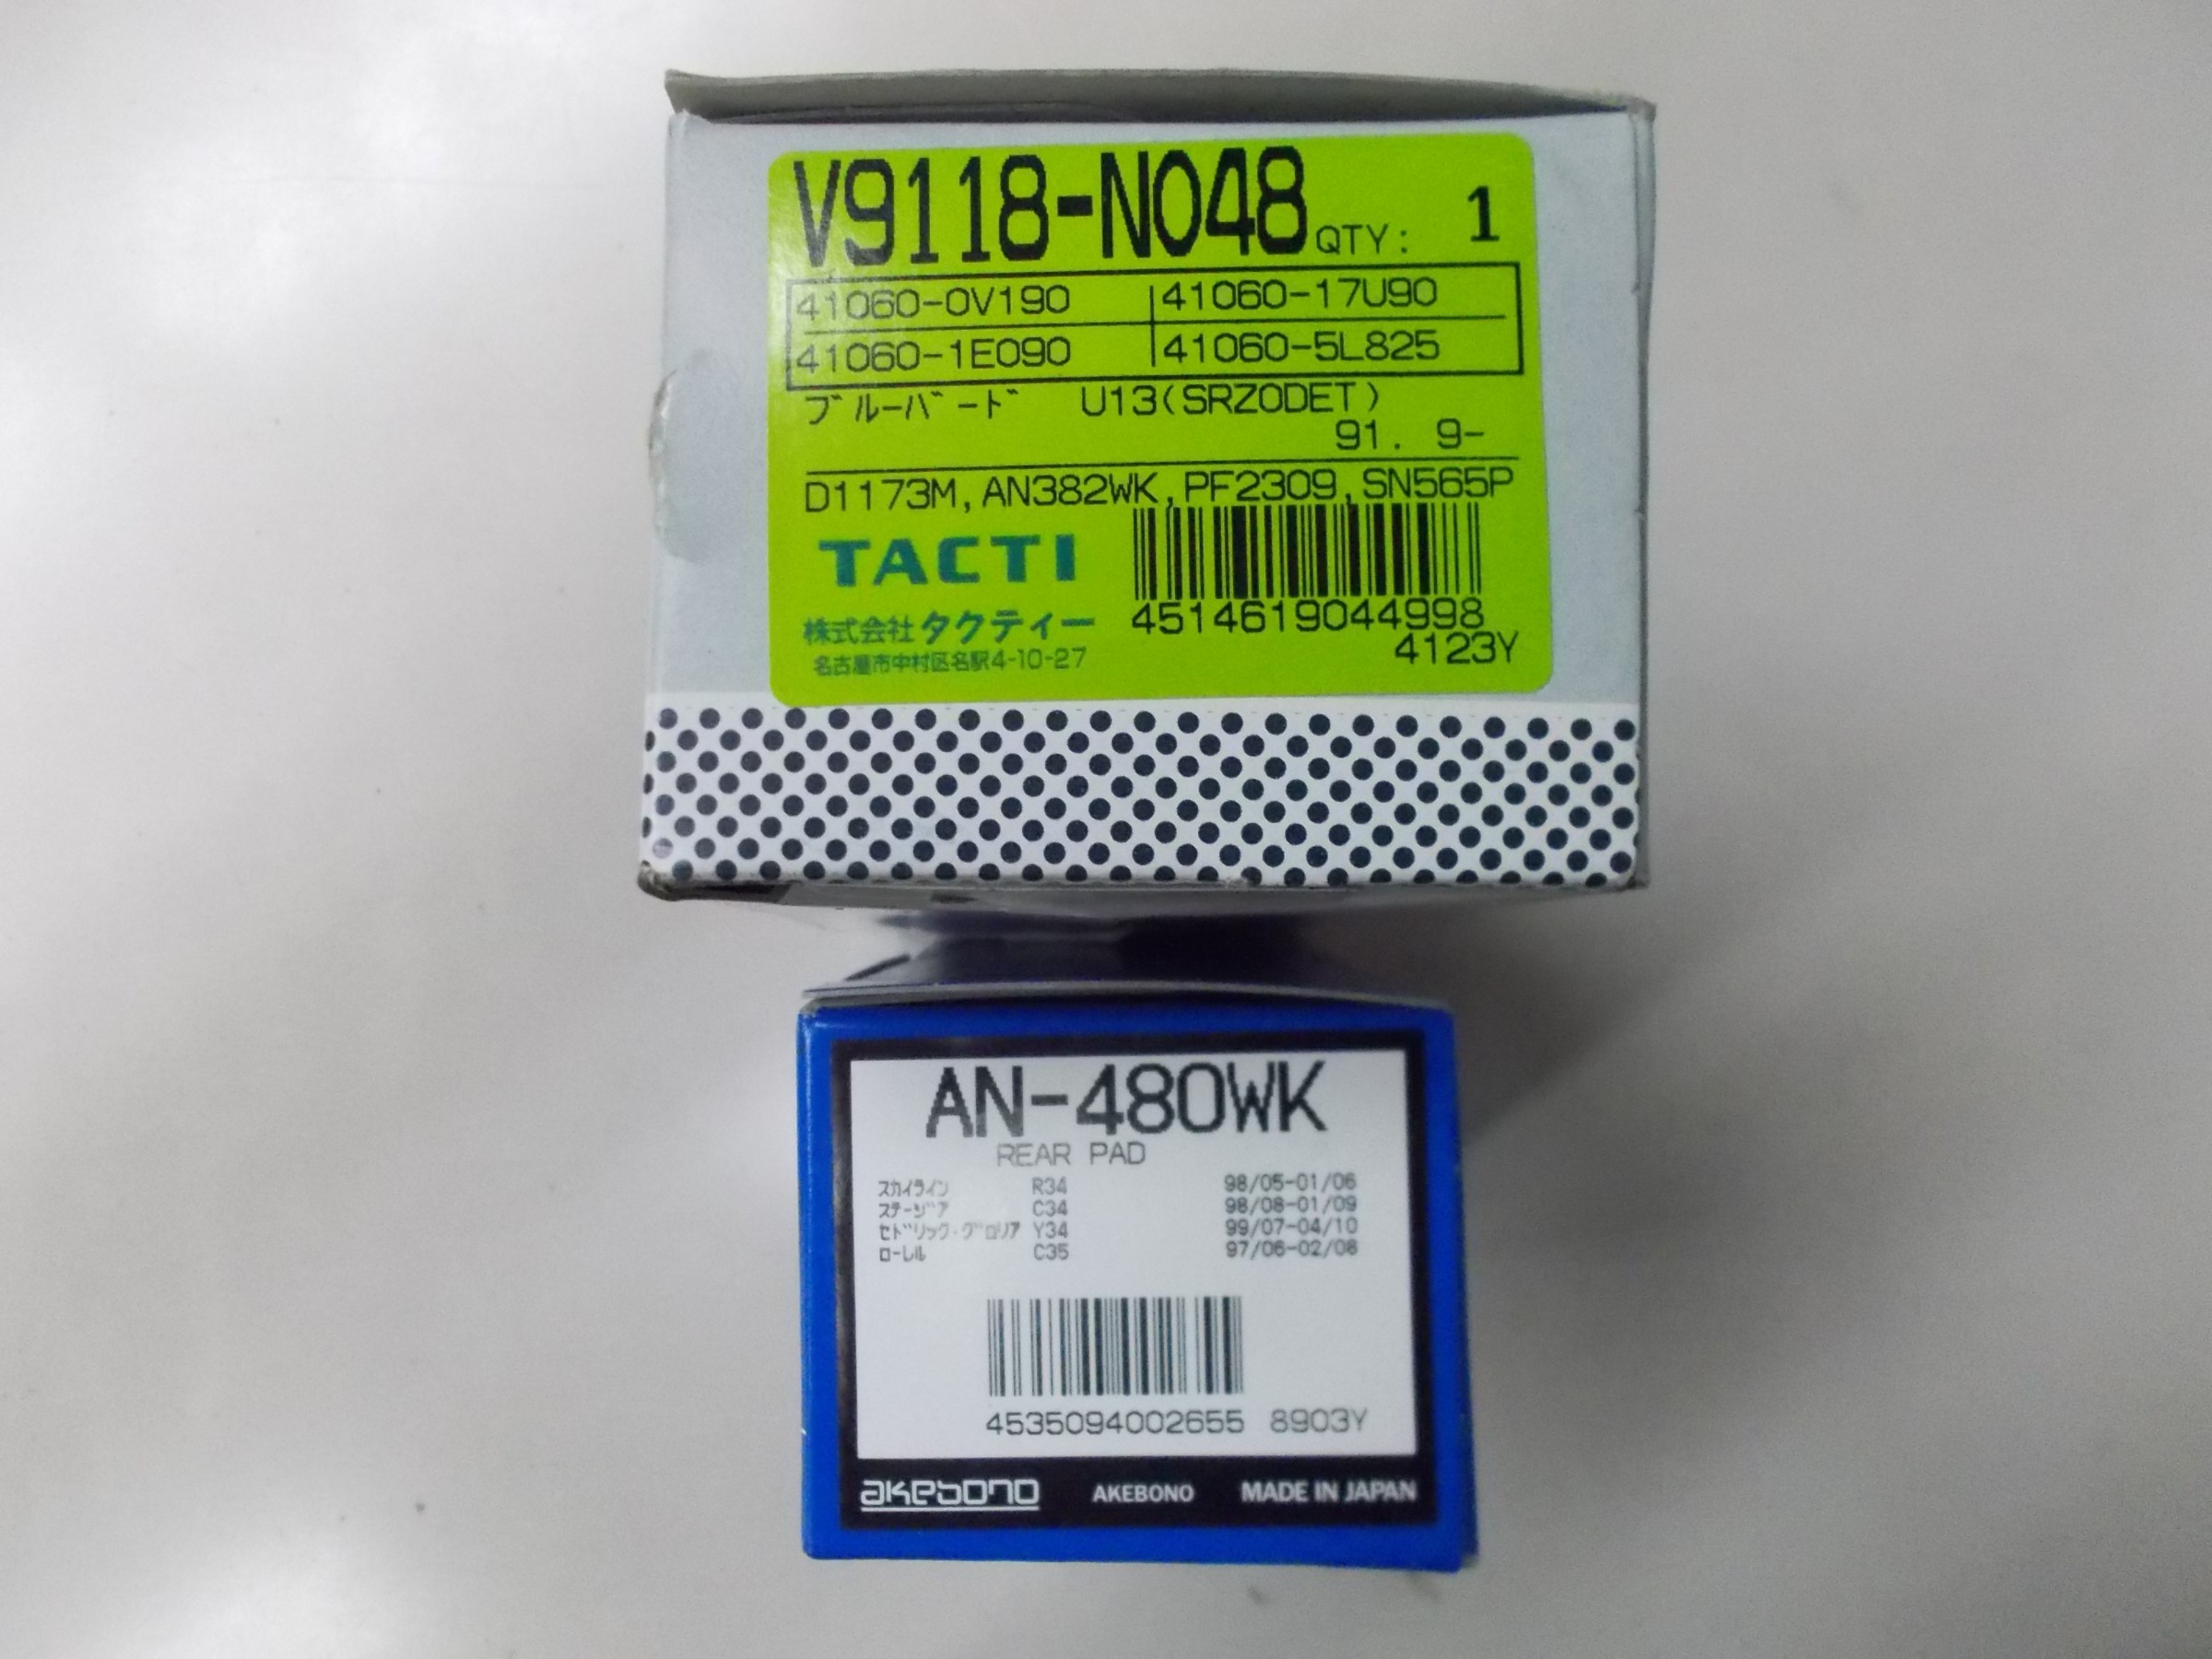 V9118-N048 QTY: 1
41060-0V190 41060-17U90
41060-1E090 41060-5L825
ブルーバード U13(SRZ0DET)
91. 9-
D1173M,AN382WK,PF2309,SN565P
TACTI
4514619044998
株式会社タクティー
4123Y
名古屋市中村区名駅4-10-27
AN-480WK
REAR PAD
スカイライン R34 98/05-01/06
ステージア C34 98/08-01/09
セドリック・グロリア Y34 99/07-04/10
ローレル C35 97/06-02/08
4535094002655 8903Y
akebono AKEBONO MADE IN JAPAN